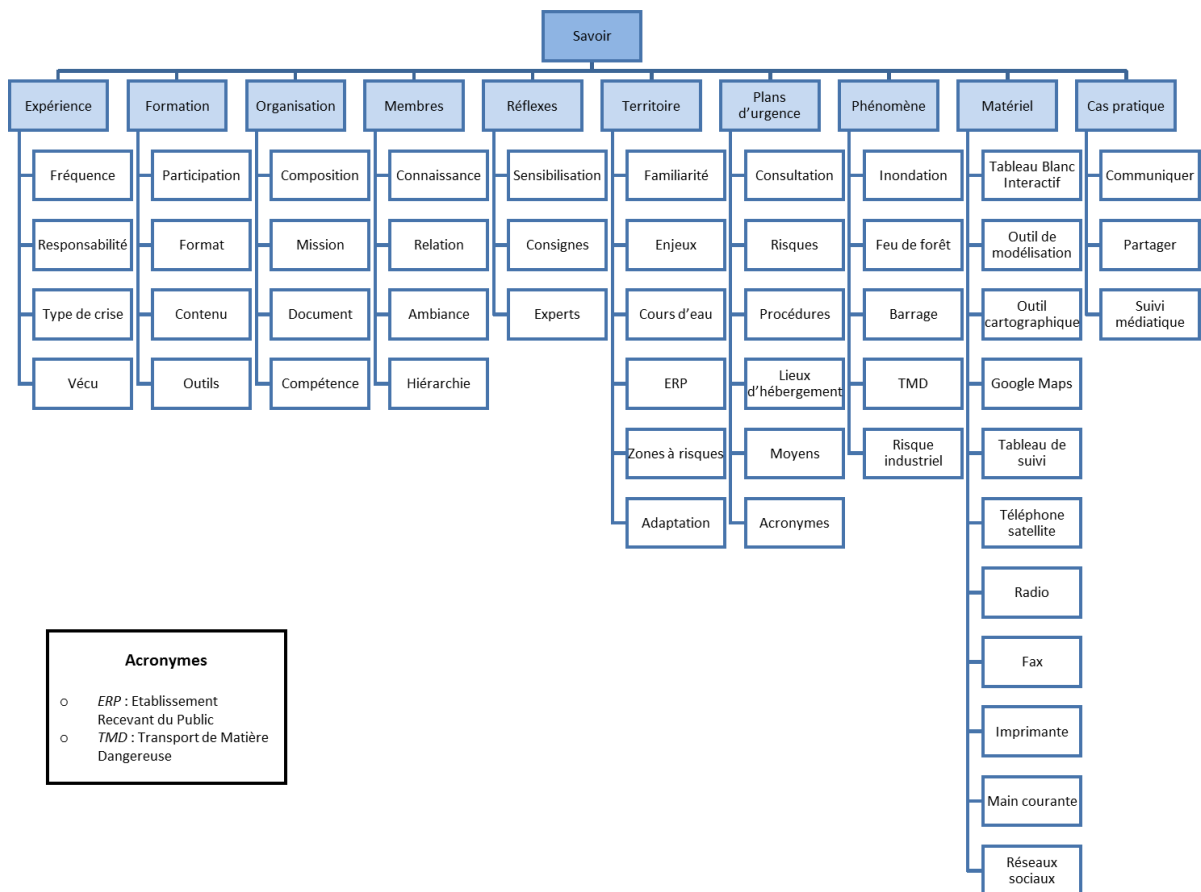 Savoir
Expérience
Fréquence
Responsabilité
Type de crise
Vécu
Formation
Participation
Format
Contenu
Outils
Organisation
Composition
Mission
Document
Compétence
Membres
Connaissance
Relation
Ambiance
Hiérarchie
Réflexes
Sensibilisation
Consignes
Experts
Territoire
Familiarité
Enjeux
Cours d'eau
ERP
Zones à risques
Adaptation
Plans
d'urgence
Consultation
Risques
Procédures
Lieux
d'hébergement
Moyens
Acronymes
Phénomène
Inondation
Feu de forêt
Barrage
TMD
Risque
industriel
Matériel
Tableau Blanc
Interactif
Outil de
modélisation
Outil
cartographique
Google Maps
Tableau de
suivi
Téléphone
satellite
Radio
Fax
Imprimante
Main courante
Réseaux
sociaux
Cas pratique
Communiquer
Partager
Suivi
médiatique
Acronymes
o ERP : Etablissement
Recevant du Public
o TMD : Transport de Matière
Dangereuse